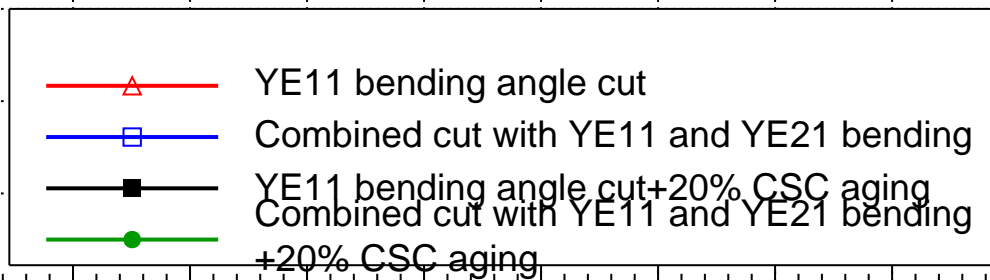 YE11 bending angle cut
Combined cut with YE11 and YE21 bending
YE11 bending angle cut+20% CSC aging
Combined cut with YE11 and YE21 bending
+20% CSC aging